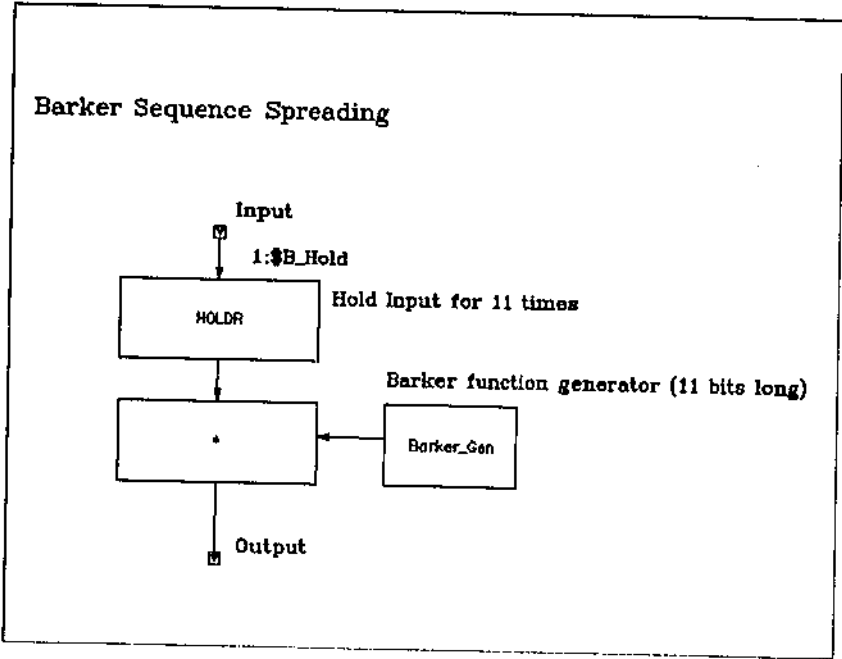 Barker Sequence Spreading
Input
1:$B_Hold
HOLDR
Hold Input for 11 times
Barker function generator (11 bits long)
*
Barker_Gen
Output